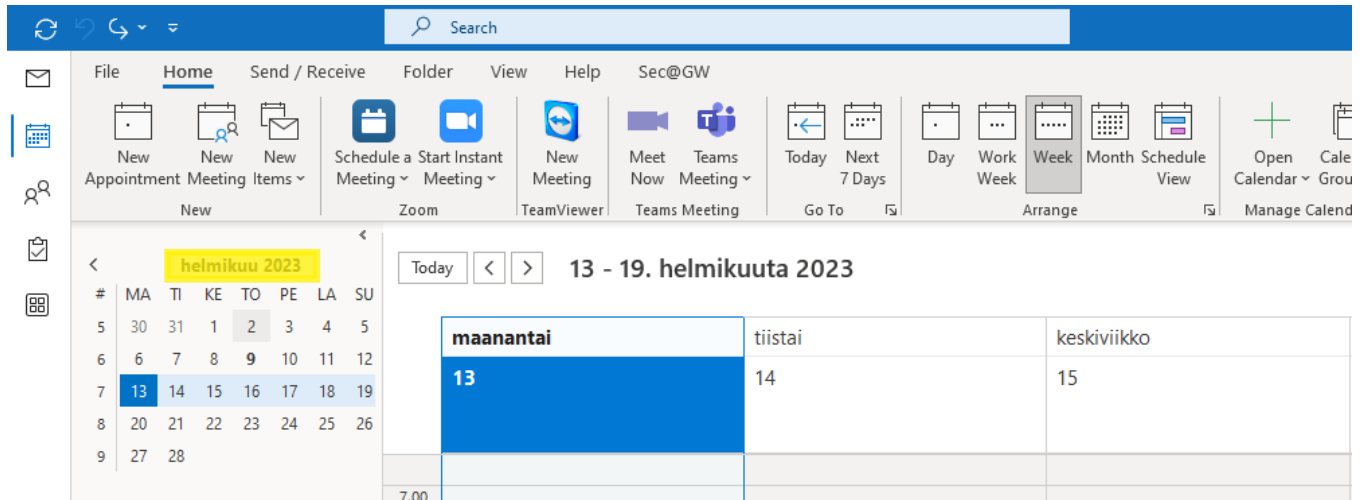 Search
File Home Send / Receive Folder View Help Sec@GW
New Appointment
New Meeting
New Items
New
Schedule a Meeting
Start Instant Meeting
Zoom
New Meeting
TeamViewer
Meet Now
Teams Meeting
Teams Meeting
Today
Next 7 Days
Go To
Day
Work Week
Week
Month
Schedule View
Arrange
Open Calendar
Manage Calend
helmikuu 2023
# MA TI KE TO PE LA SU
5 30 31 1 2 3 4 5
6 6 7 8 9 10 11 12
7 13 14 15 16 17 18 19
8 20 21 22 23 24 25 26
9 27 28
Today 13 - 19. helmikuuta 2023
maanantai tiistai keskiviikko
13 14 15
7.00